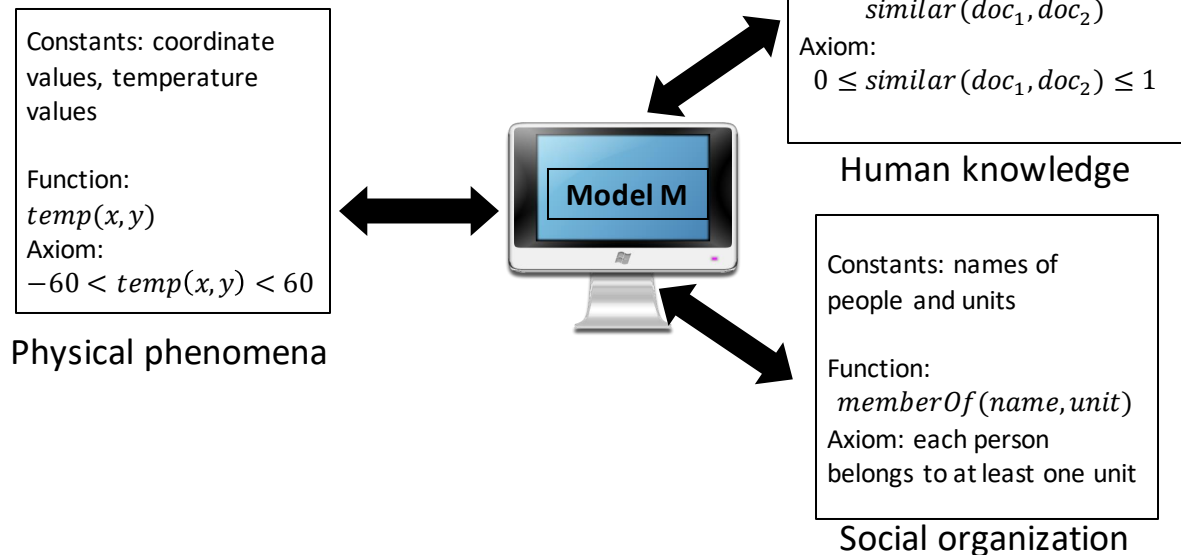 Constants: coordinate
values, temperature
values
Function:
temp(x, y)
Axiom:
−60 < temp(x, y) < 60
Physical phenomena
Model M
similar(doc₁, doc₂)
Axiom:
0 ≤ similar(doc₁, doc₂) ≤ 1
Human knowledge
Constants: names of
people and units
Function:
memberOf(name, unit)
Axiom: each person
belongs to at least one unit
Social organization